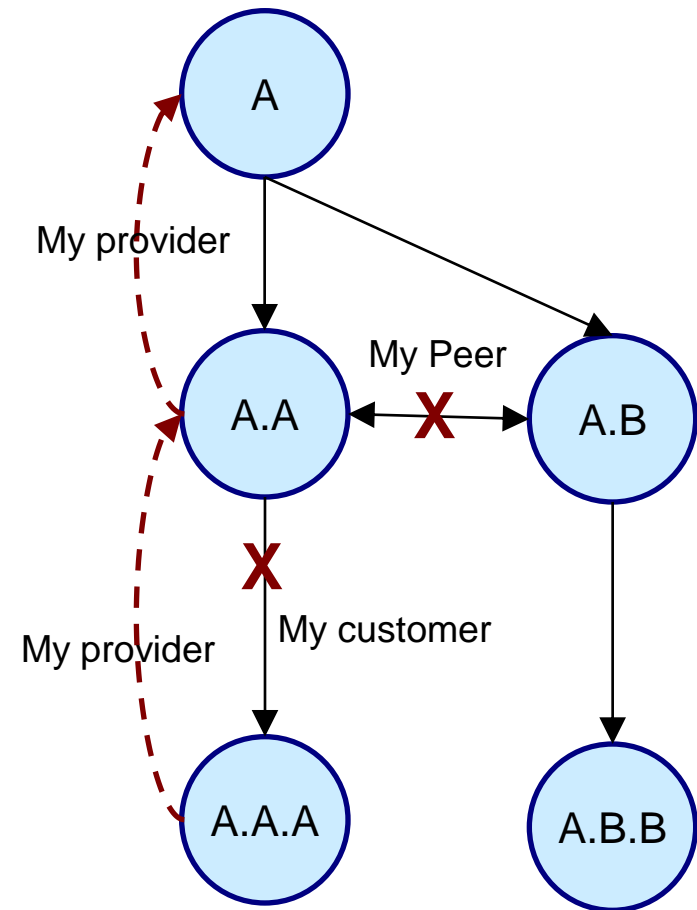 A
My provider
My Peer
A.A
X
A.B
X
My customer
My provider
A.A.A
A.B.B